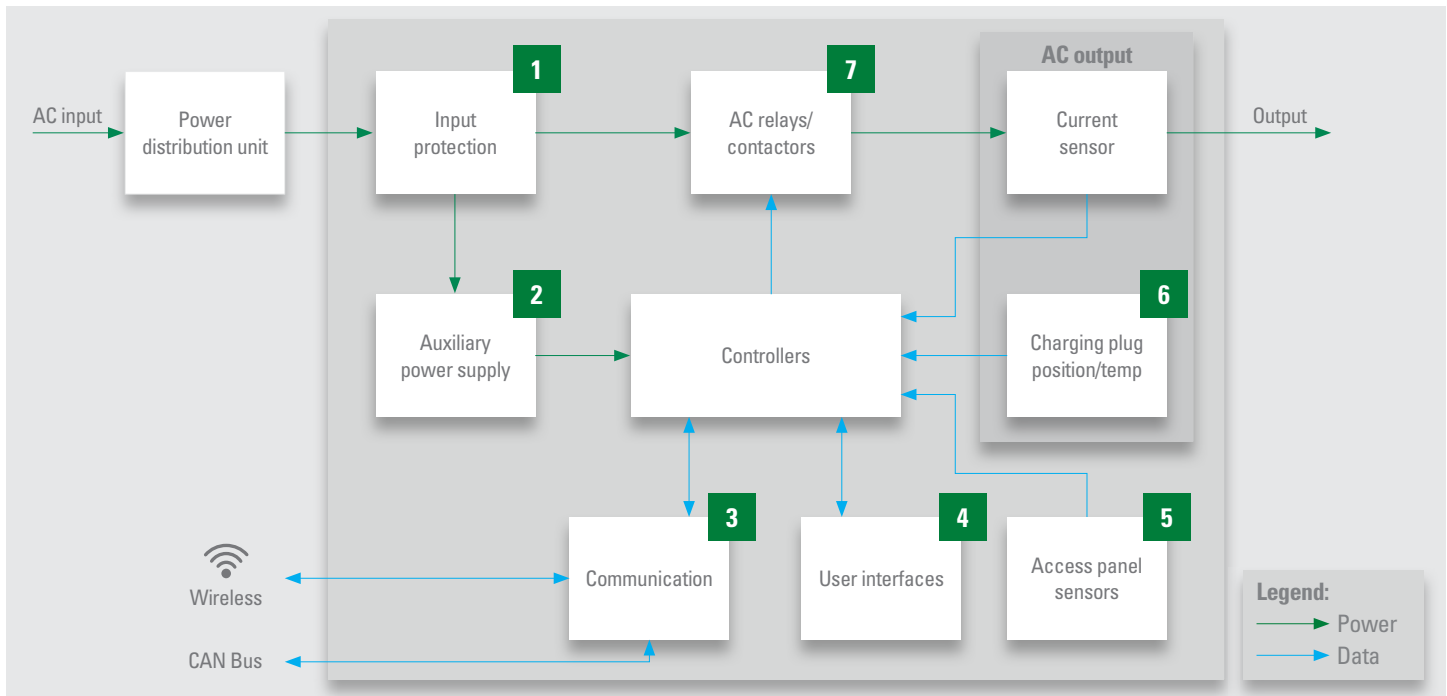 AC output
1
7
AC input
Power
distribution unit
Input
protection
AC relays/
contactors
Current
sensor
Output
2
6
Auxiliary
power supply
Controllers
Charging plug
position/temp
3
4
5
Wireless
Communication
User interfaces
Access panel
sensors
CAN Bus
Legend:
Power
Data